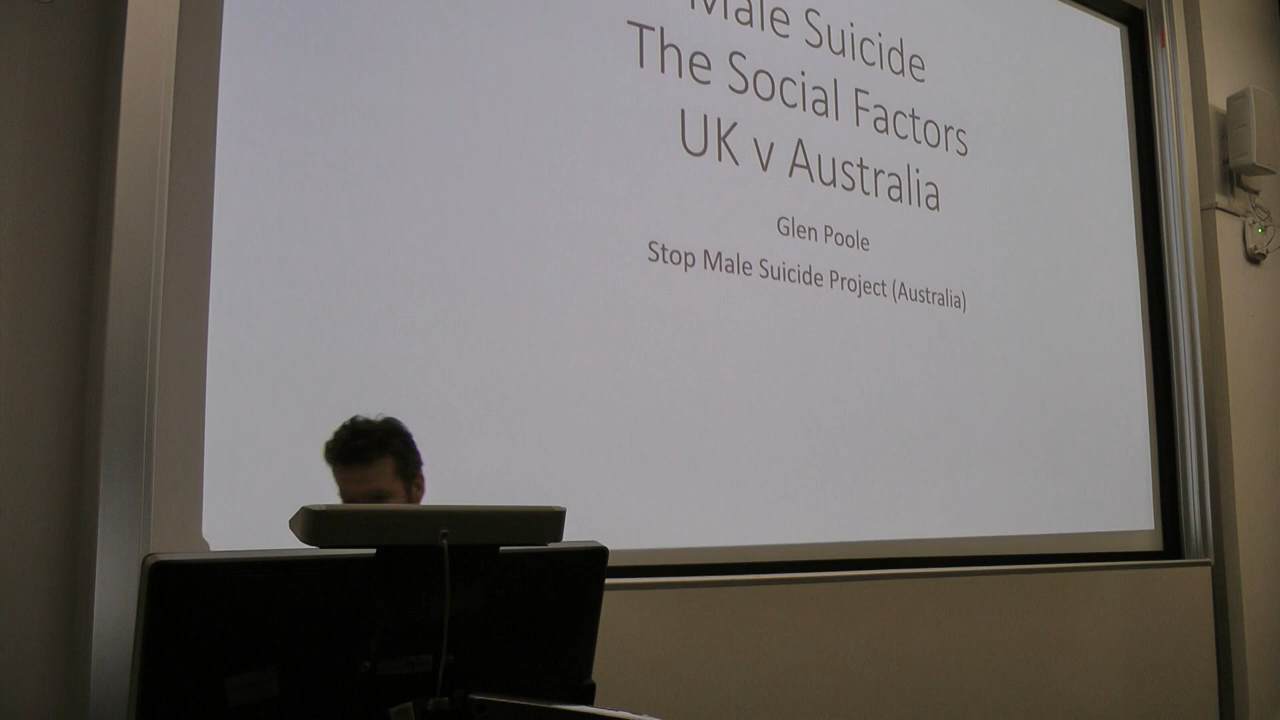 Male Suicide
The Social Factors
UK v Australia
Glen Poole
Stop Male Suicide Project (Australia)